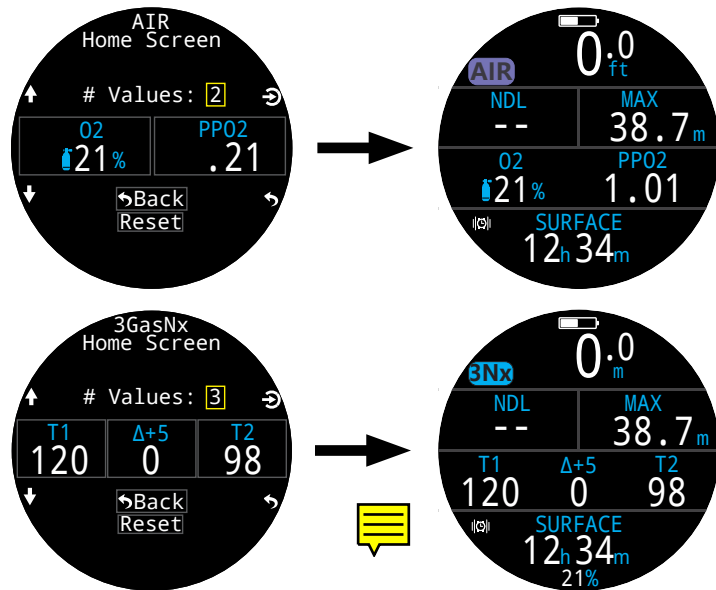 AIR
Home Screen
# Values: 2
O2 PPO2
21% .21
Back
Reset
0.0
AIR ft
NDL MAX
-- 38.7m
O2 PPO2
21% 1.01
SURFACE
12h34m
3GasNx
Home Screen
# Values: 3
T1 Δ+5 T2
120 0 98
Back
Reset
0.0
3Nx m
NDL MAX
-- 38.7m
T1 Δ+5 T2
120 0 98
SURFACE
12h34m
21%